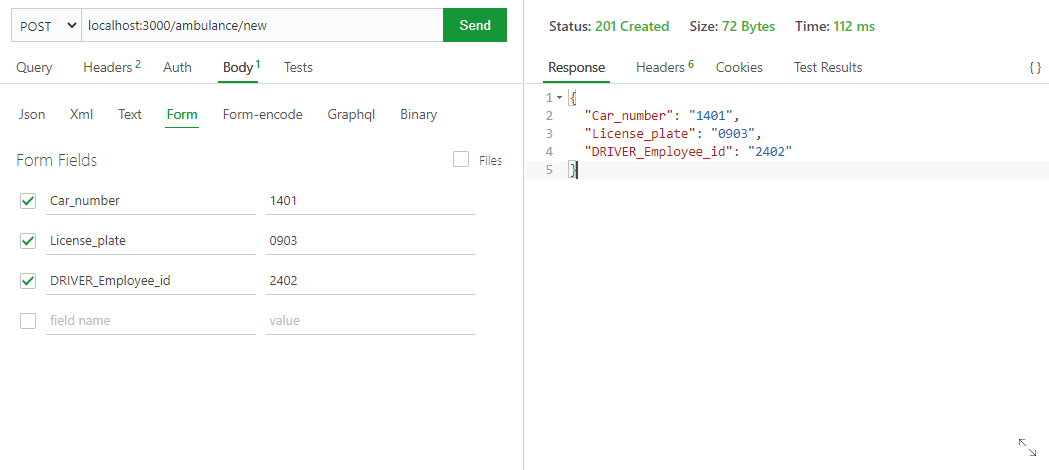 POST localhost:3000/ambulance/new Send
Query Headers 2 Auth Body 1 Tests
Json Xml Text Form Form-encode Graphql Binary
Form Fields Files
Car_number 1401
License_plate 0903
DRIVER_Employee_id 2402
field name value
Status: 201 Created Size: 72 Bytes Time: 112 ms
Response Headers 6 Cookies Test Results {}
1 {
2 "Car_number": "1401",
3 "License_plate": "0903",
4 "DRIVER_Employee_id": "2402"
5 }